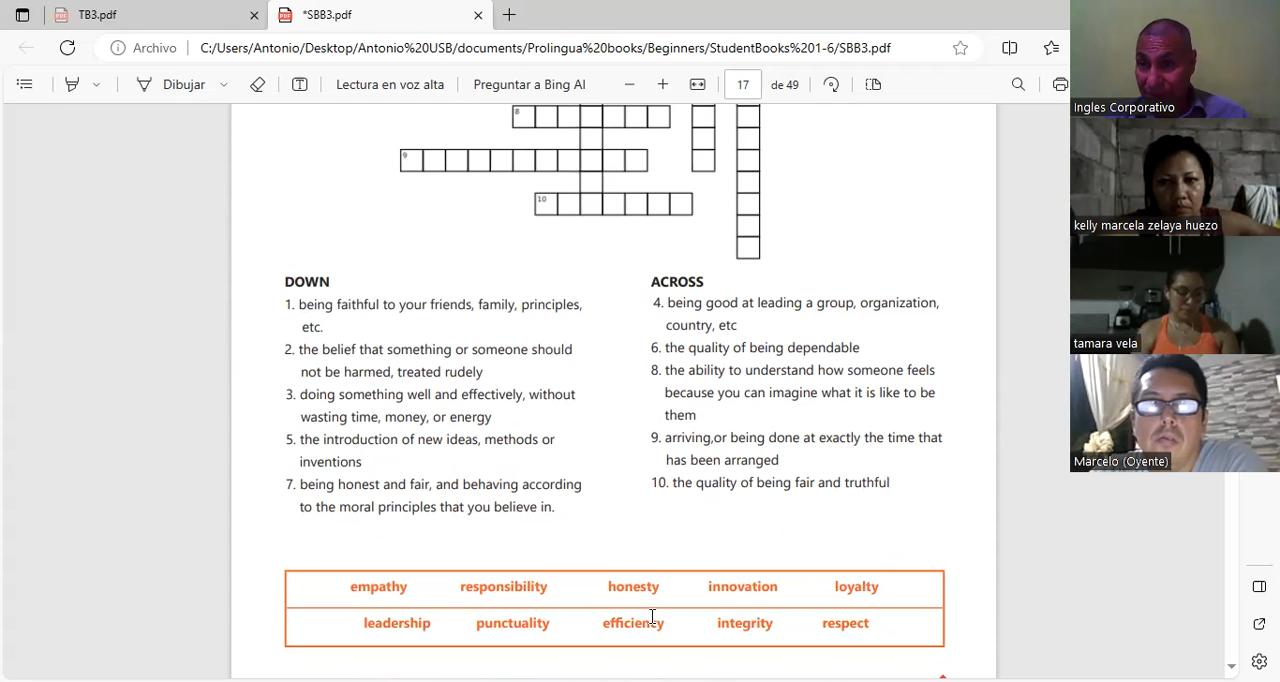 TB3.pdf
*SBB3.pdf
Archivo
C:/Users/Antonio/Desktop/Antonio%20USB/documents/Prolingua%20books/Beginners/StudentBooks%201-6/SBB3.pdf
Dibujar
Lectura en voz alta
Preguntar a Bing AI
17
de 49
Ingles Corporativo
kelly marcela zelaya huezo
tamara vela
Marcelo (Oyente)
8
9
10
DOWN
1. being faithful to your friends, family, principles,
etc.
2. the belief that something or someone should
not be harmed, treated rudely
3. doing something well and effectively, without
wasting time, money, or energy
5. the introduction of new ideas, methods or
inventions
7. being honest and fair, and behaving according
to the moral principles that you believe in.
ACROSS
4. being good at leading a group, organization,
country, etc
6. the quality of being dependable
8. the ability to understand how someone feels
because you can imagine what it is like to be
them
9. arriving,or being done at exactly the time that
has been arranged
10. the quality of being fair and truthful
empathy responsibility honesty innovation loyalty
leadership punctuality efficiency integrity respect